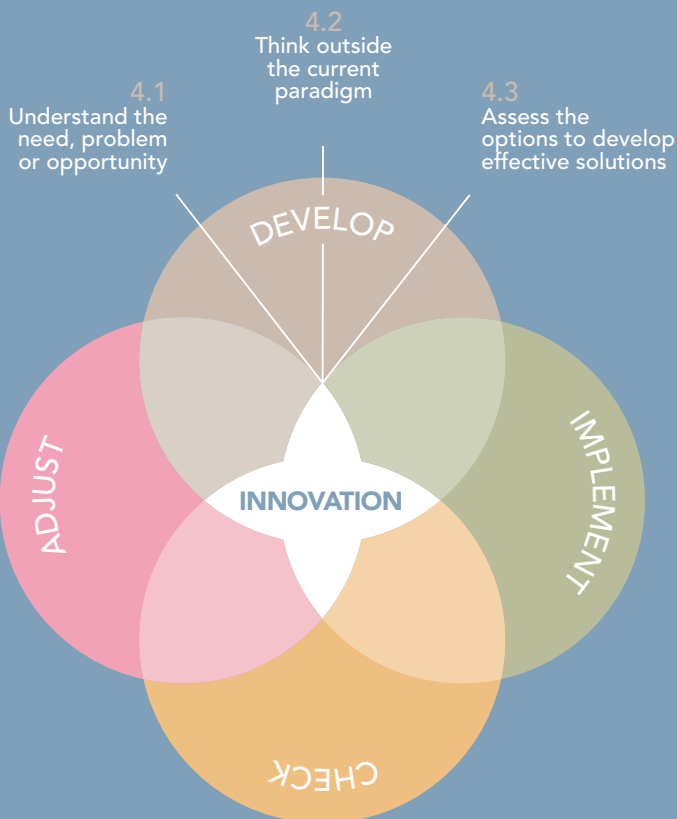 4.2
Think outside
the current
paradigm
4.1
Understand the
need, problem
or opportunity
4.3
Assess the
options to develop
effective solutions
DEVELOP
IMPLEMENT
ADJUST
INNOVATION
CHECK